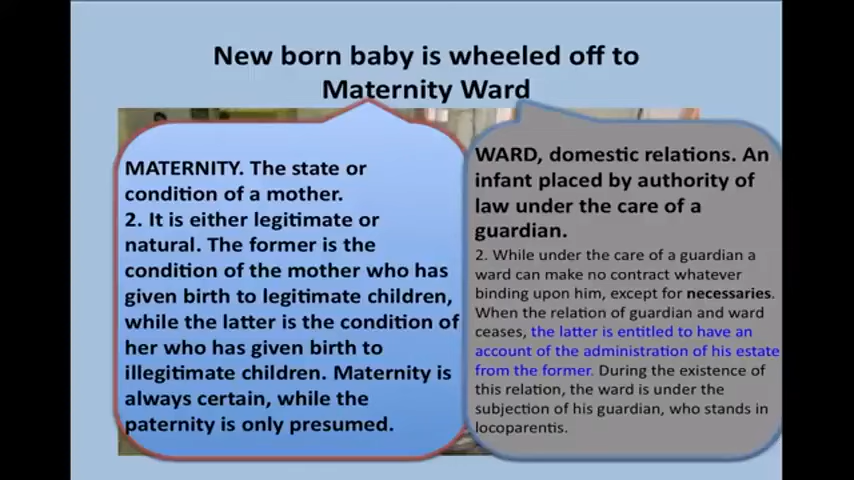 New born baby is wheeled off to
Maternity Ward
MATERNITY. The state or
condition of a mother.
2. It is either legitimate or
natural. The former is the
condition of the mother who has
given birth to legitimate children,
while the latter is the condition of
her who has given birth to
illegitimate children. Maternity is
always certain, while the
paternity is only presumed.
WARD, domestic relations. An
infant placed by authority of
law under the care of a
guardian.
2. While under the care of a guardian a
ward can make no contract whatever
binding upon him, except for necessaries.
When the relation of guardian and ward
ceases, the latter is entitled to have an
account of the administration of his estate
from the former. During the existence of
this relation, the ward is under the
subjection of his guardian, who stands in
locoparentis.